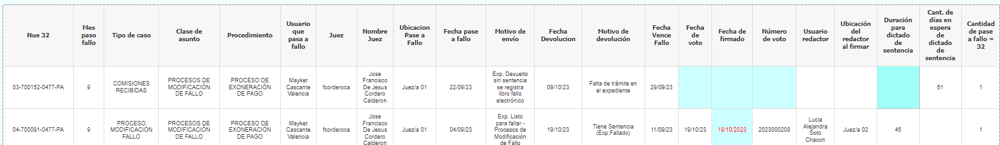 Nue 32
Mes paso fallo
Tipo de caso
Clase de asunto
Procedimiento
Usuario que pasa a fallo
Juez
Nombre Juez
Ubicacion Pase a Fallo
Fecha pase a fallo
Motivo de envío
Fecha Devolucion
Motivo de devolución
Fecha Vence Fallo
Fecha de voto
Fecha de firmado
Número de voto
Usuario redactor
Ubicación del redactor al firmar
Duración para dictado de sentencia
Cant. de días en espera de dictado de sentencia
Cantidad de pase a fallo = 32
03-700152-0477-PA
9
COMISIONES RECIBIDAS
PROCESOS DE MODIFICACIÓN DE FALLO
PROCESO DE EXONERACIÓN DE PAGO
Mayket Cascante Valencia
fcorderoca
Jose Francisco De Jesus Cordero Calderon
Juez/a 01
22/09/23
Exp. Devuelto sin sentencia se registra libro fallo electrónico
09/10/23
Falta de trámite en el expediente
29/09/23
61
1
04-700091-0477-PA
9
PROCESO, MODIFICACIÓN FALLO
PROCESOS DE MODIFICACIÓN DE FALLO
PROCESO DE EXONERACIÓN DE PAGO
Mayket Cascante Valencia
fcorderoca
Jose Francisco De Jesus Cordero Calderon
Juez/a 01
04/09/23
Exp. Listo para fallar - Procesos de Modificación de Fallo
19/10/23
Tiene Sentencia (Exp.Fallado)
11/09/23
19/10/23
19/10/2023
2023000208
Lucia Alejandra Soto Chacon
Juez/a 02
45
1